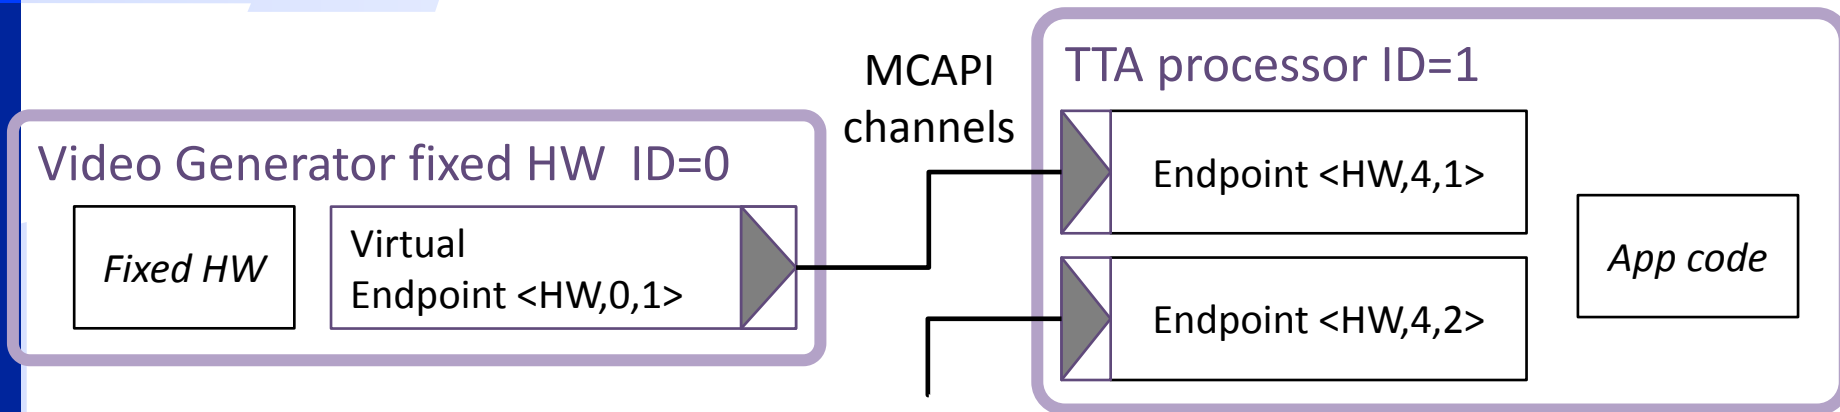 Video Generator fixed HW  ID=0
Fixed HW
Virtual
Endpoint <HW,0,1>
MCAPI
channels
TTA processor ID=1
Endpoint <HW,4,1>
Endpoint <HW,4,2>
App code